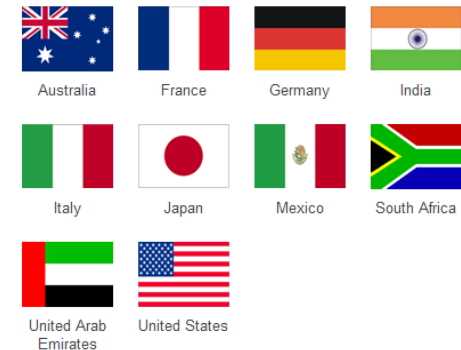 Australia
France
Germany
India
Italy
Japan
Mexico
South Africa
United Arab
Emirates
United States